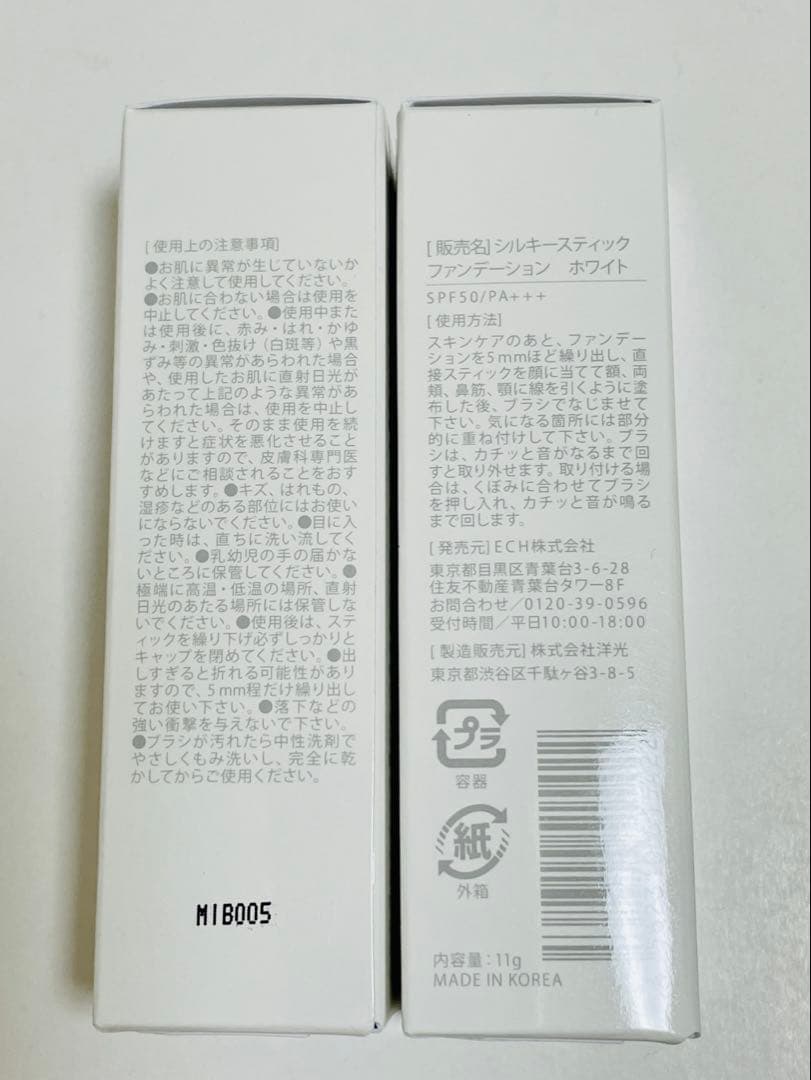 [使用上の注意事項]
●お肌に異常が生じていないか
よく注意して使用してください。
●お肌に合わない場合は使用を
中止してください。●使用中また
は使用後に、赤み・はれ・かゆ
み・刺激・色抜け(白斑等)や黒
ずみ等の異常があらわれた場合
や、使用したお肌に直射日光が
あたって上記のような異常があ
らわれた場合は、使用を中止し
てください。そのまま使用を続
けますと症状を悪化させること
がありますので、皮膚科専門医
などにご相談されることをおす
すめします。●キズ、はれもの、
湿疹などのある部位にはお使い
にならないでください。●目に入
った時は、直ちに洗い流してく
ださい。●乳幼児の手の届かな
いところに保管してください。●
極端に高温・低温の場所、直射
日光のあたる場所には保管しな
いでください。●使用後は、ステ
ィックを繰り下げ必ずしっかりと
キャップを閉めてください。●出
しすぎると折れる可能性があり
ますので、5mm程だけ繰り出し
てお使い下さい。●落下などの
強い衝撃を与えないで下さい。
●ブラシが汚れたら中性洗剤で
やさしくもみ洗いし、完全に乾
かしてからご使用ください。
MIB005
[販売名]シルキースティック
ファンデーション ホワイト
SPF50/PA+++
[使用方法]
スキンケアのあと、ファンデー
ションを5mmほど繰り出し、直
接スティックを顔に当てて額、両
頬、鼻筋、顎に線を引くように塗
布した後、ブラシでなじませて
下さい。気になる箇所には部分
的に重ね付けして下さい。ブラ
シは、カチッと音がなるまで回
すと取り外せます。取り付ける場
合は、くぼみに合わせてブラシ
を押し入れ、カチッと音が鳴る
まで回します。
[発売元]ECH株式会社
東京都目黒区青葉台3-6-28
住友不動産青葉台タワー8F
お問合わせ/0120-39-0596
受付時間/平日10:00-18:00
[製造販売元]株式会社洋光
東京都渋谷区千駄ヶ谷3-8-5
プラ
容器
紙
外箱
内容量:11g
MADE IN KOREA